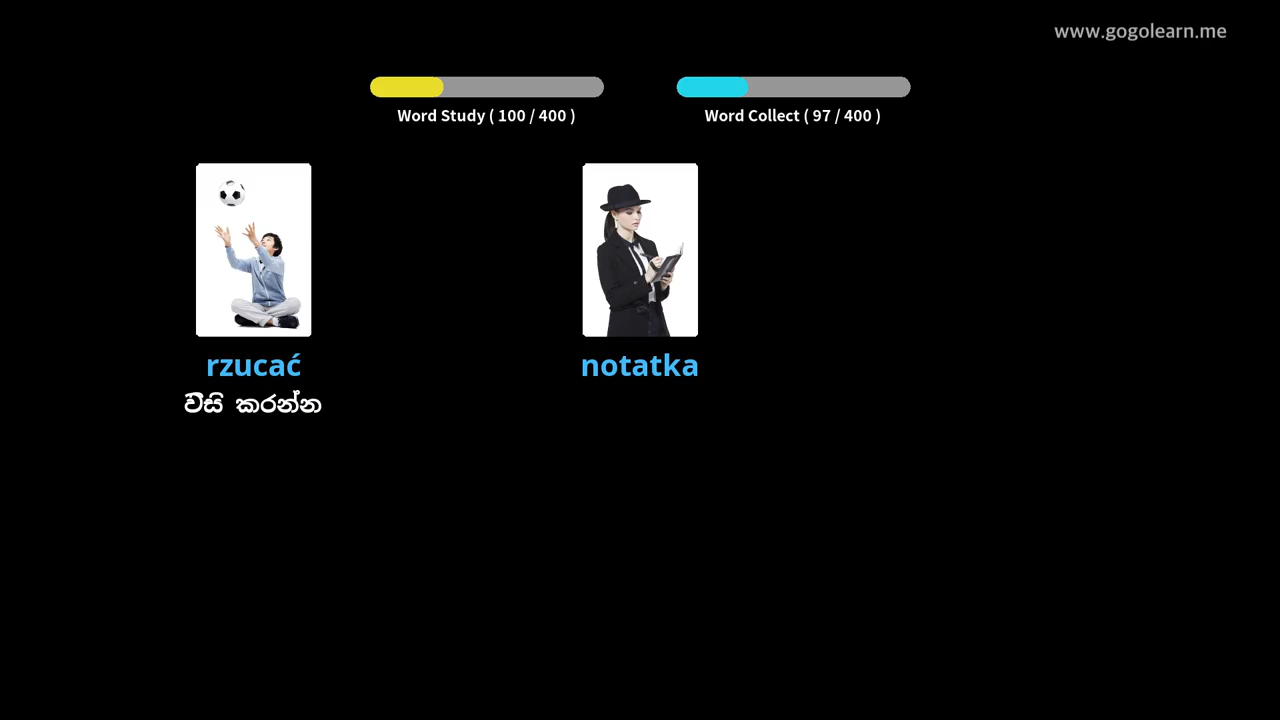 www.gogolearn.me
Word Study ( 100 / 400 )
Word Collect ( 97 / 400 )
rzucać
වීසි කරන්න
notatka